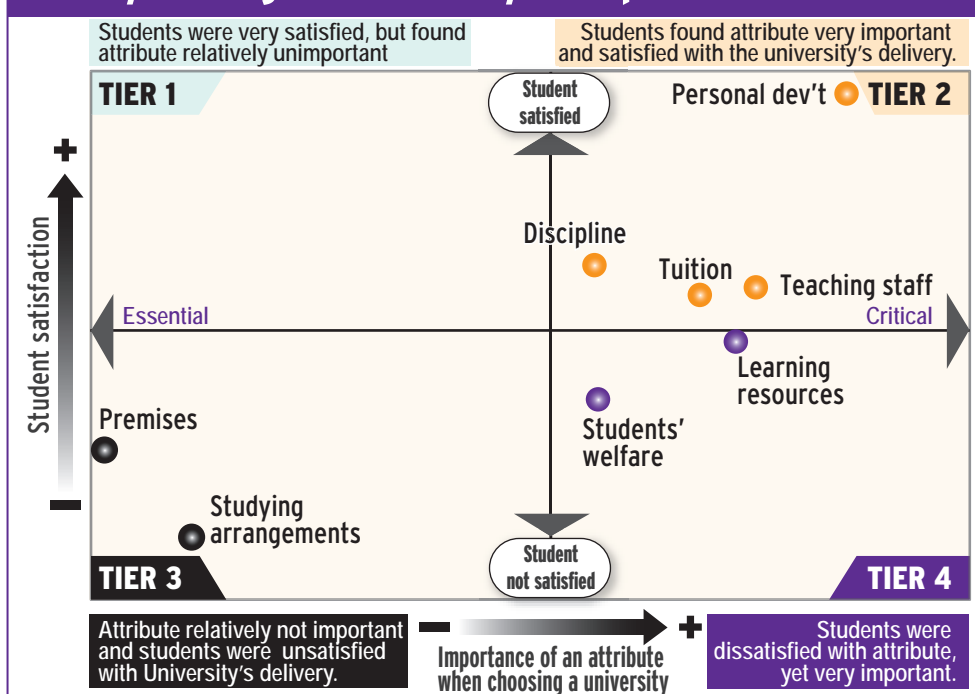 Students were very satisfied, but found
attribute relatively unimportant
Students found attribute very important
and satisfied with the university's delivery.
TIER 1
Student
satisfied
Personal dev't
TIER 2
Discipline
Tuition
Teaching staff
Essential
Critical
Student satisfaction
+
−
Learning
resources
Premises
Students'
welfare
Studying
arrangements
Student
not satisfied
TIER 3
TIER 4
Attribute relatively not important
and students were unsatisfied
with University's delivery.
− +
Importance of an attribute
when choosing a university
Students were
dissatisfied with attribute,
yet very important.